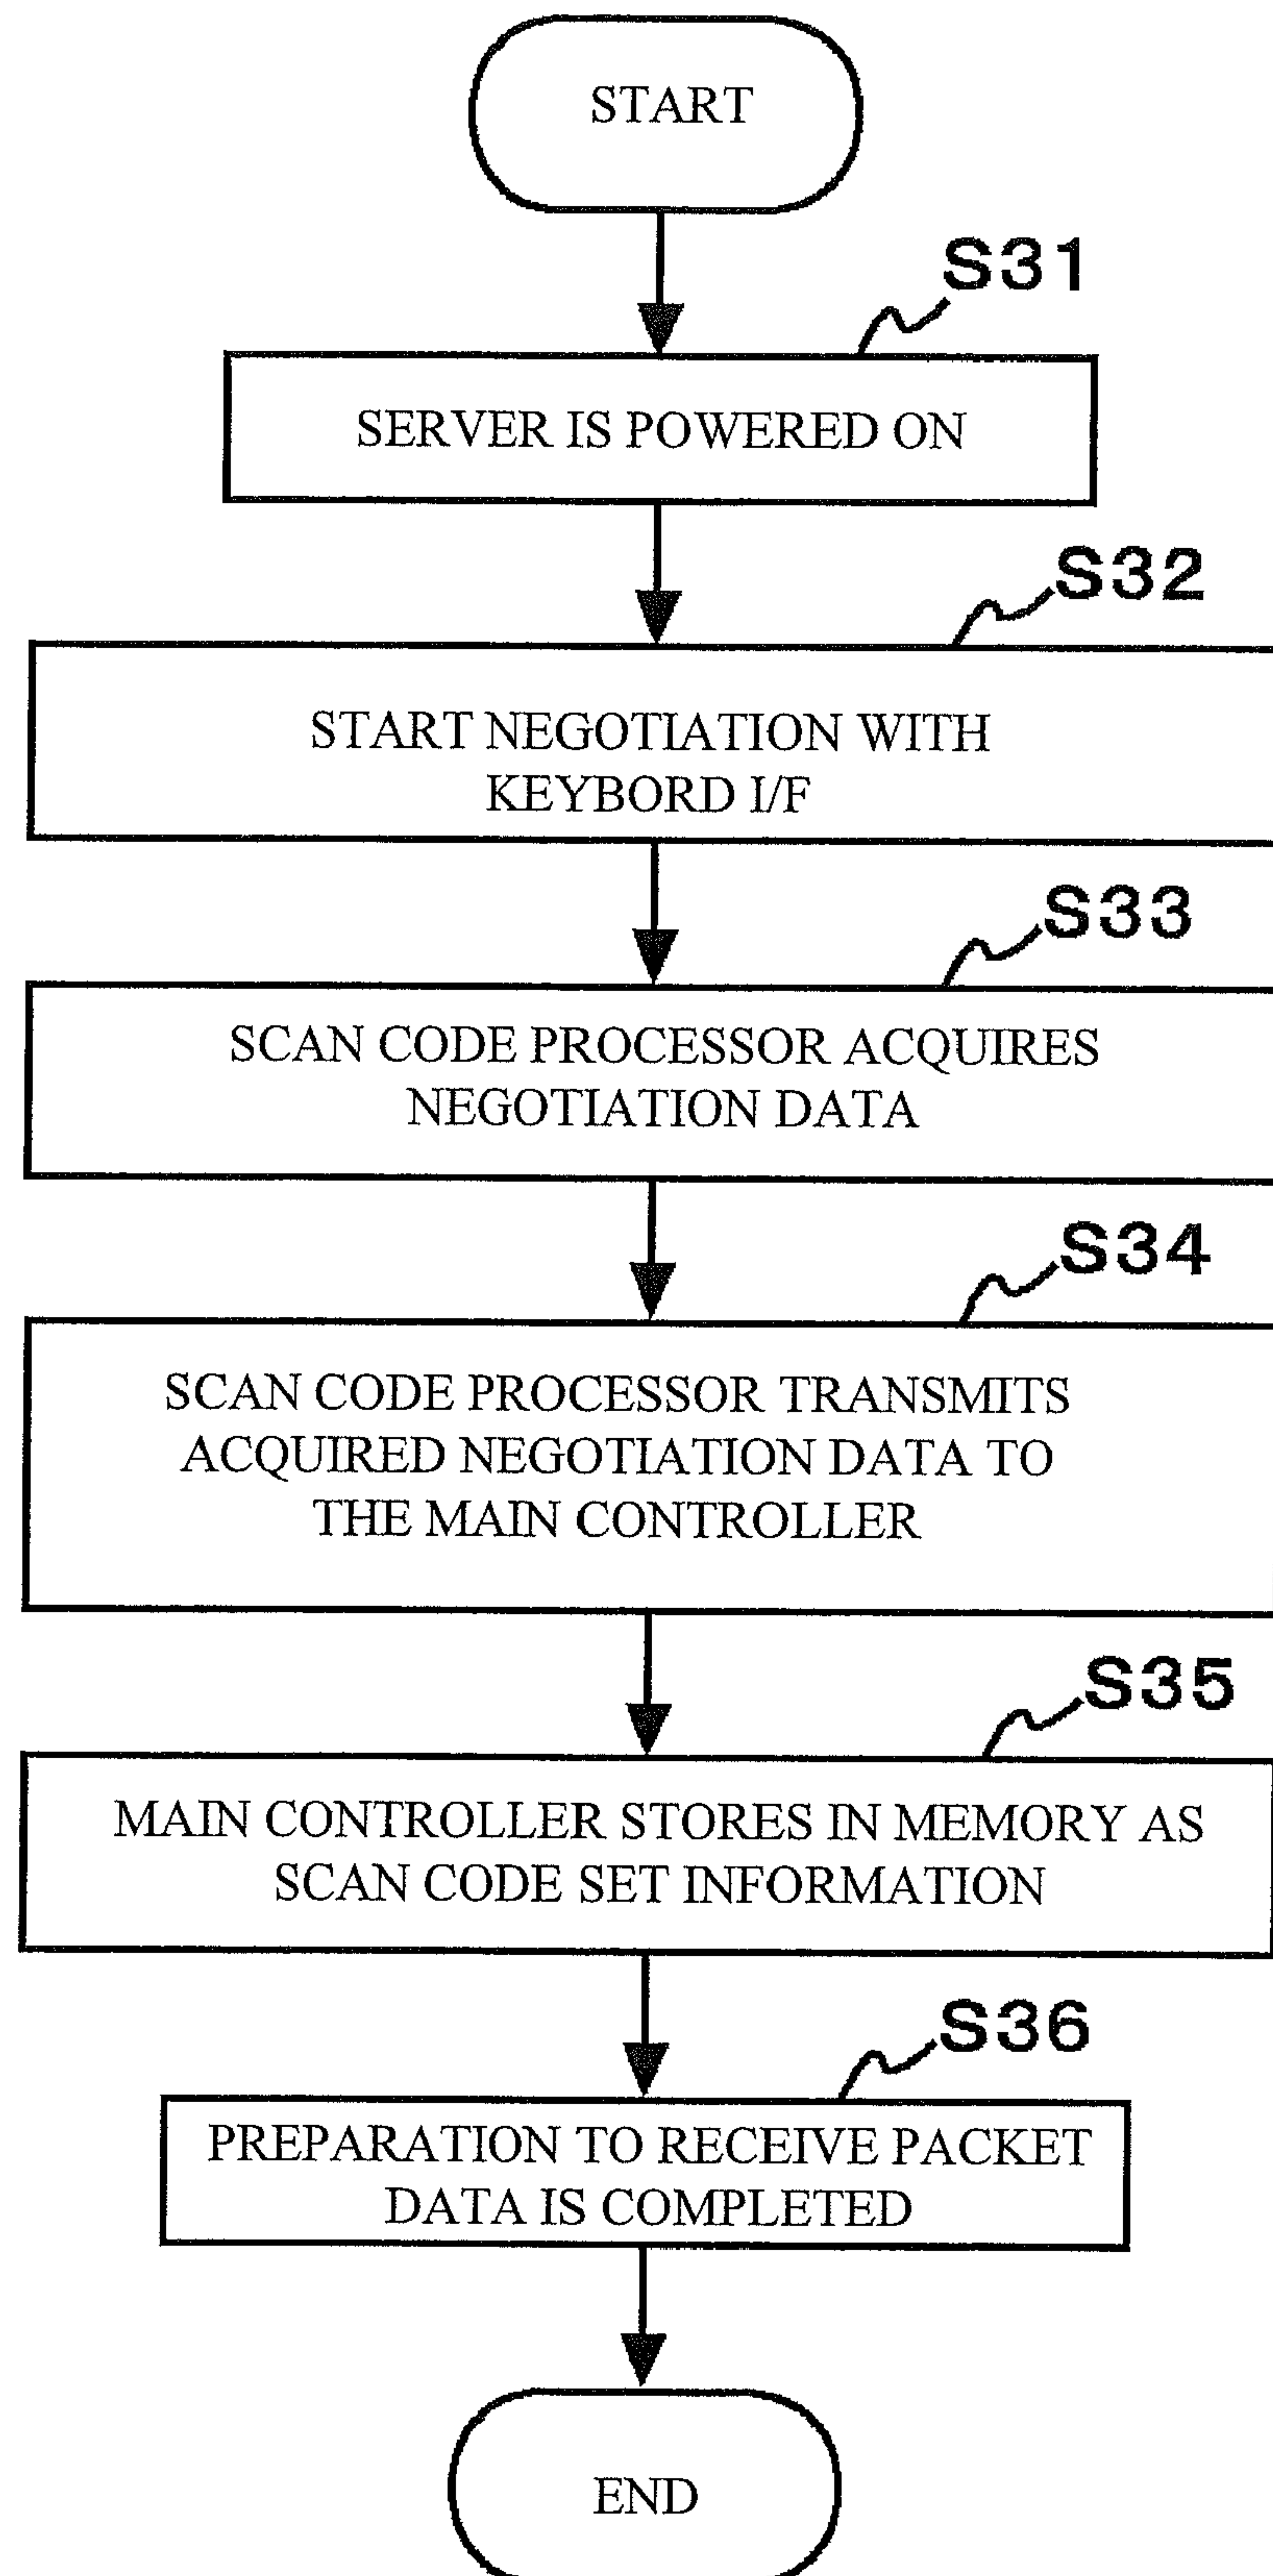 START
S31
SERVER IS POWERED ON
S32
START NEGOTIATION WITH
KEYBORD I/F
S33
SCAN CODE PROCESSOR ACQUIRES
NEGOTIATION DATA
S34
SCAN CODE PROCESSOR TRANSMITS
ACQUIRED NEGOTIATION DATA TO
THE MAIN CONTROLLER
S35
MAIN CONTROLLER STORES IN MEMORY AS
SCAN CODE SET INFORMATION
S36
PREPARATION TO RECEIVE PACKET
DATA IS COMPLETED
END